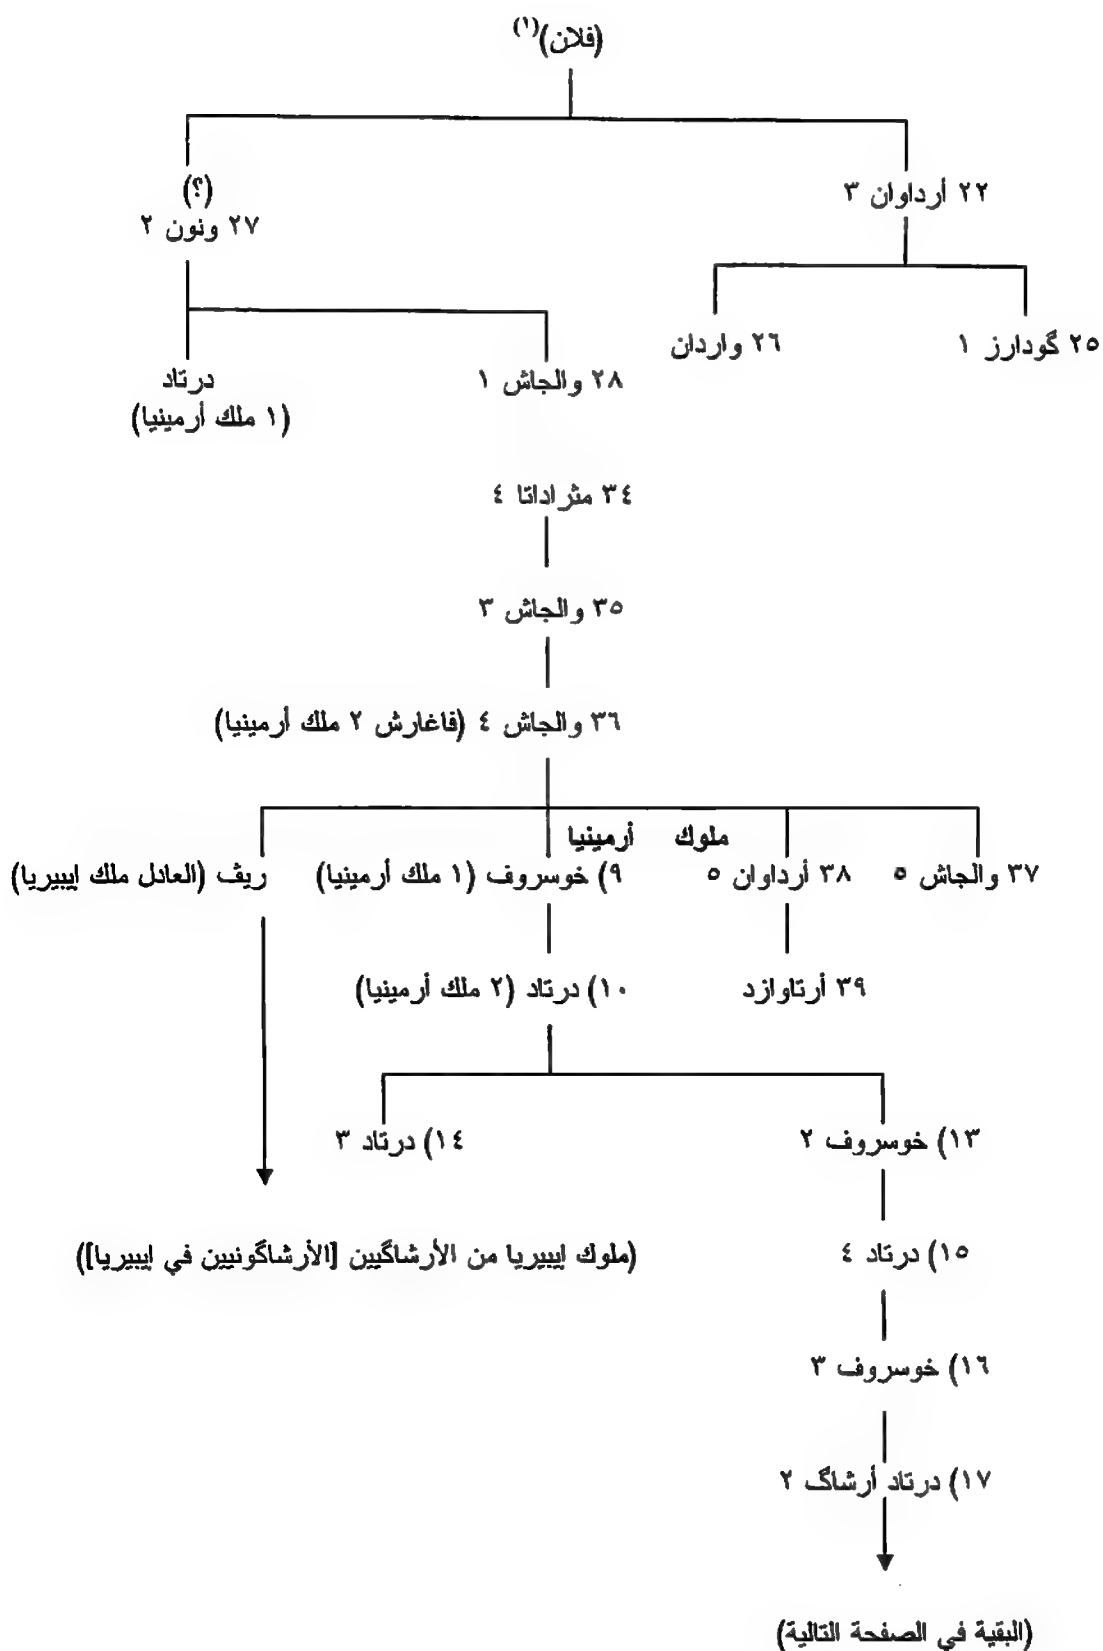 (فلان)(١)
٢٢ أرداوان ٣
(؟)
٢٧ ونون ٢
٢٥ گودارز ١
٢٦ واردان
٢٨ والجاش ١
درتاد
(١ ملك أرمينيا)
٣٤ مثراداتا ٤
٣٥ والجاش ٣
٣٦ والجاش ٤ (فاغارش ٢ ملك أرمينيا)
ملوك أرمينيا
٣٧ والجاش ٥
٣٨ أرداوان ٥
٩) خوسروف (١ ملك أرمينيا)
ريڤ (العادل ملك إيبيريا)
٣٩ أرتاوازد
١٠) درتاد (٢ ملك أرمينيا)
١٣) خوسروف ٢
١٤) درتاد ٣
١٥) درتاد ٤
(ملوك إيبيريا من الأرشاگيين [الأرشاگونيين في إيبيريا])
١٦) خوسروف ٣
١٧) درتاد أرشاگ ٢
(البقية في الصفحة التالية)